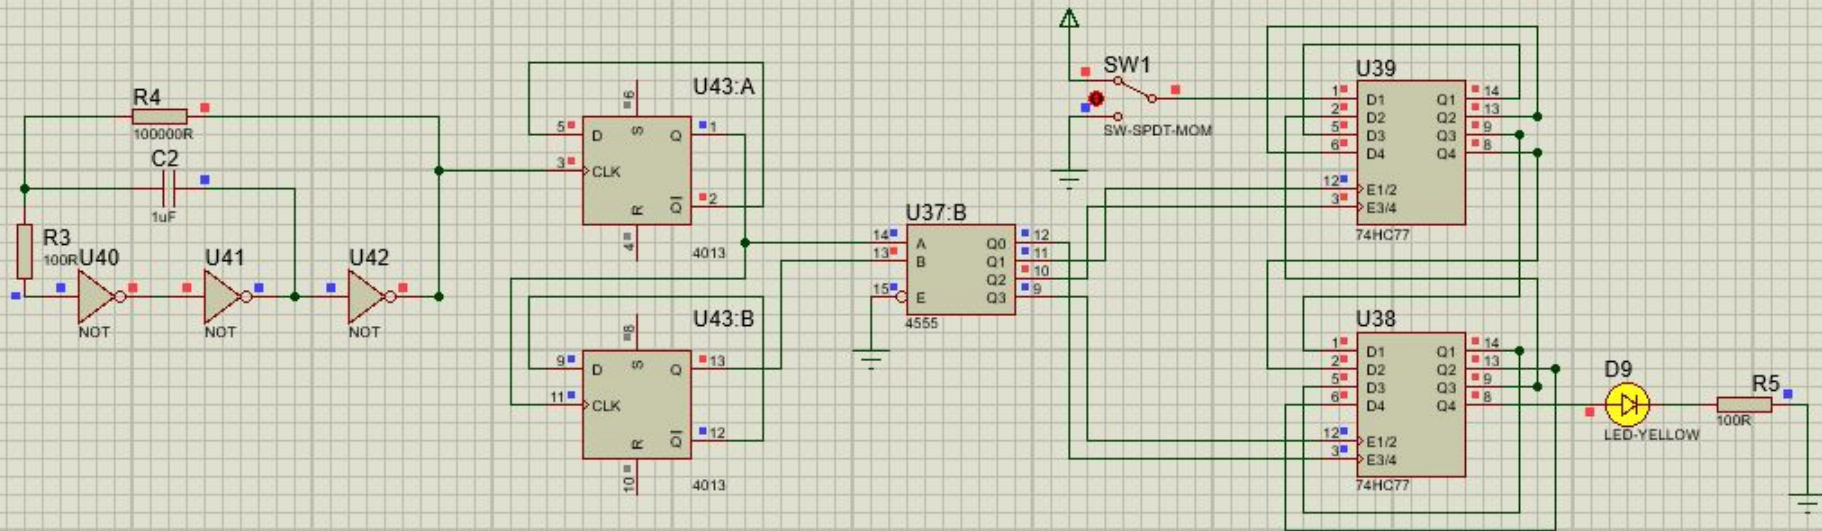 R4
100000R
C2
1uF
R3
100R
U40
NOT
U41
NOT
U42
NOT
U43:A
5 D
3 CLK
6 S
4 R
Q 1
Q 2
4013
U43:B
9 D
11 CLK
8 S
10 R
Q 13
Q 12
4013
U37:B
14 A
13 B
15 E
Q0 12
Q1 11
Q2 10
Q3 9
4555
SW1
SW-SPDT-MOM
U39
1 D1 Q1 14
2 D2 Q2 13
5 D3 Q3 9
6 D4 Q4 8
12 E1/2
3 E3/4
74HC77
U38
1 D1 Q1 14
2 D2 Q2 13
5 D3 Q3 9
6 D4 Q4 8
12 E1/2
3 E3/4
74HC77
D9
LED-YELLOW
R5
100R